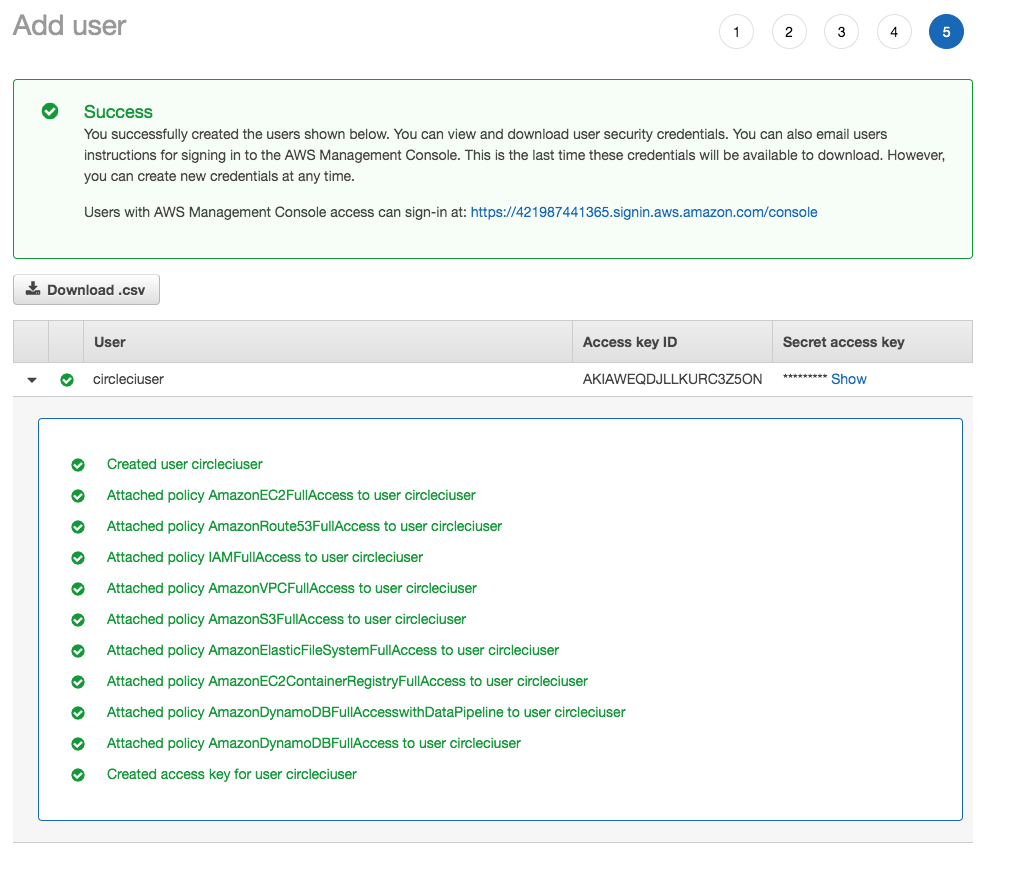 Add user
1 2 3 4 5
Success
You successfully created the users shown below. You can view and download user security credentials. You can also email users
instructions for signing in to the AWS Management Console. This is the last time these credentials will be available to download. However,
you can create new credentials at any time.
Users with AWS Management Console access can sign-in at: https://421987441365.signin.aws.amazon.com/console
Download .csv
User Access key ID Secret access key
circleciuser AKIAWEQDJLLKURC3Z5ON ********* Show
Created user circleciuser
Attached policy AmazonEC2FullAccess to user circleciuser
Attached policy AmazonRoute53FullAccess to user circleciuser
Attached policy IAMFullAccess to user circleciuser
Attached policy AmazonVPCFullAccess to user circleciuser
Attached policy AmazonS3FullAccess to user circleciuser
Attached policy AmazonElasticFileSystemFullAccess to user circleciuser
Attached policy AmazonEC2ContainerRegistryFullAccess to user circleciuser
Attached policy AmazonDynamoDBFullAccesswithDataPipeline to user circleciuser
Attached policy AmazonDynamoDBFullAccess to user circleciuser
Created access key for user circleciuser